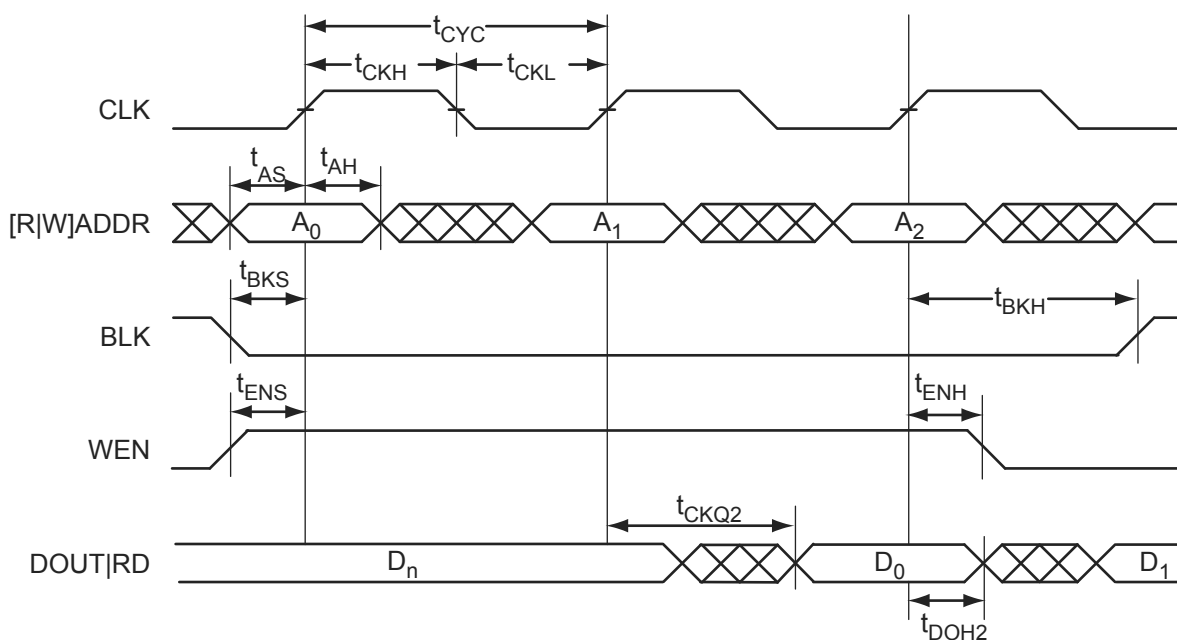 tCYC
tCKH tCKL
CLK
tAS tAH
[R|W]ADDR A0 A1 A2
tBKS tBKH
BLK
tENS tENH
WEN
tCKQ2
DOUT|RD Dn D0 D1
tDOH2